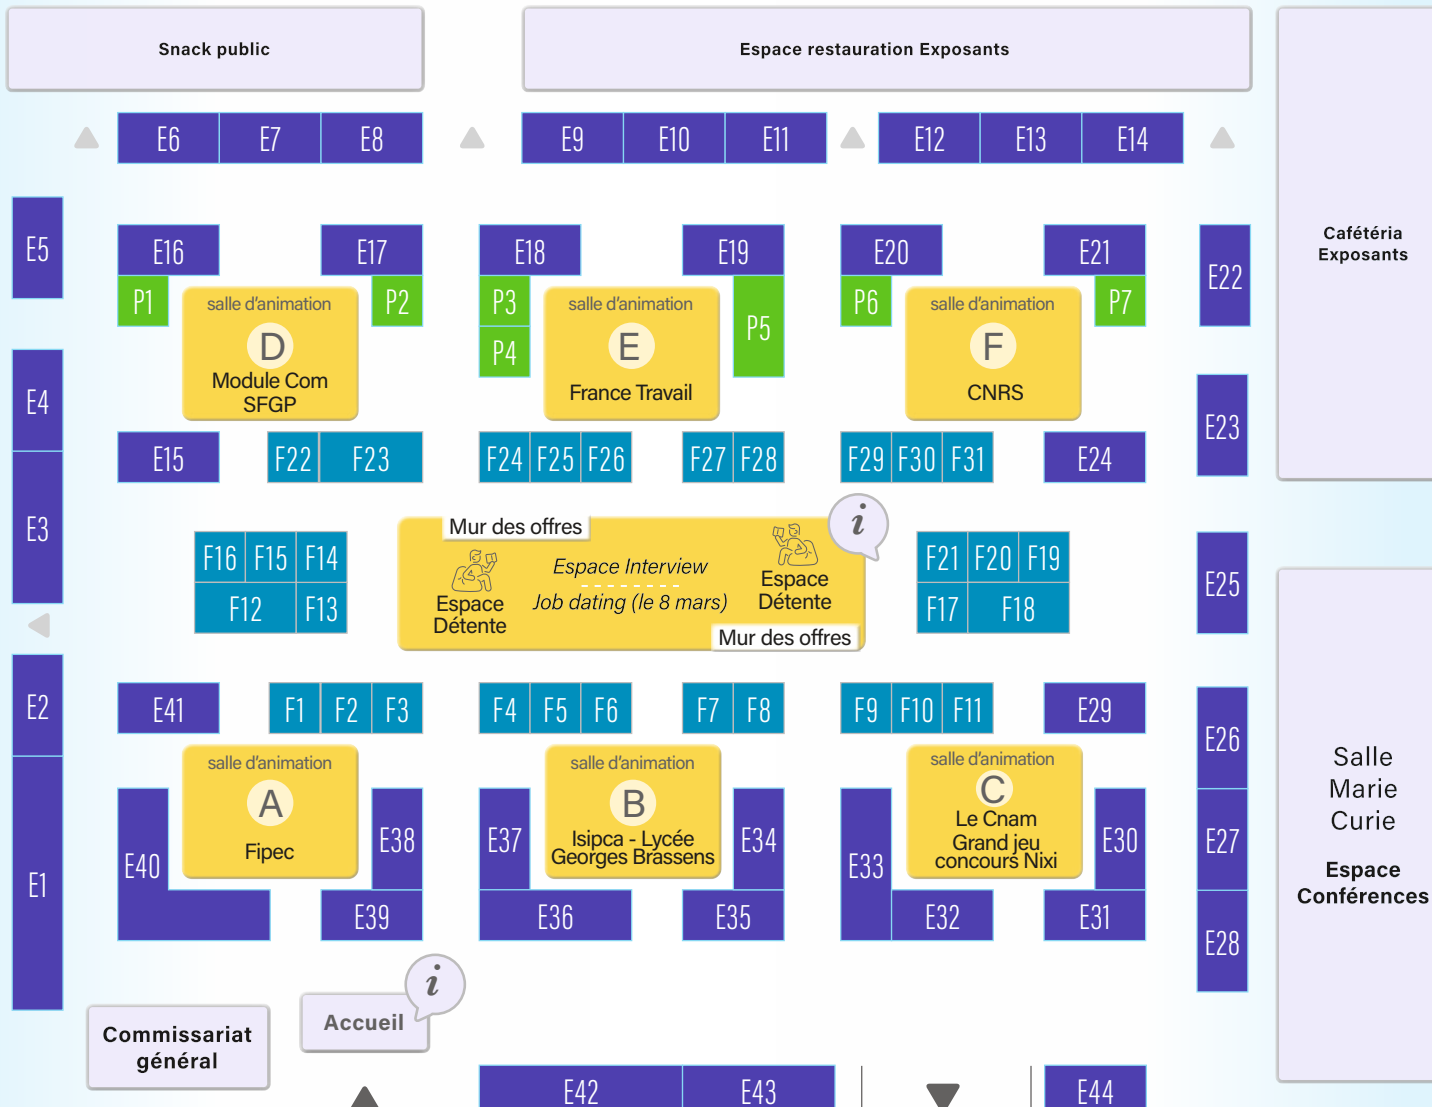 Snack public
Espace restauration Exposants
E6 E7 E8 E9 E10 E11 E12 E13 E14
Cafétéria
Exposants
E5
E16 E17 E18 E19 E20 E21 E22
P1 P2 P3 P4 P5 P6 P7
salle d'animation
D
Module Com
SFGP
salle d'animation
E
France Travail
salle d'animation
F
CNRS
E4
E23
E15 F22 F23 F24 F25 F26 F27 F28 F29 F30 F31 E24
E3
F16 F15 F14
F12 F13
Mur des offres
i
Espace
Détente
Espace Interview
Job dating (le 8 mars)
Espace
Détente
Mur des offres
F21 F20 F19
F17 F18
E25
E2
E41 F1 F2 F3 F4 F5 F6 F7 F8 F9 F10 F11 E29
E26
salle d'animation
A
Fipec
salle d'animation
B
Isipca - Lycée
Georges Brassens
salle d'animation
C
Le Cnam
Grand jeu
concours Nixi
Salle
Marie
Curie
Espace
Conférences
E1
E40 E38 E37 E34 E33 E30 E27
E39 E36 E35 E32 E31 E28
i
Accueil
Commissariat
général
E42 E43 E44